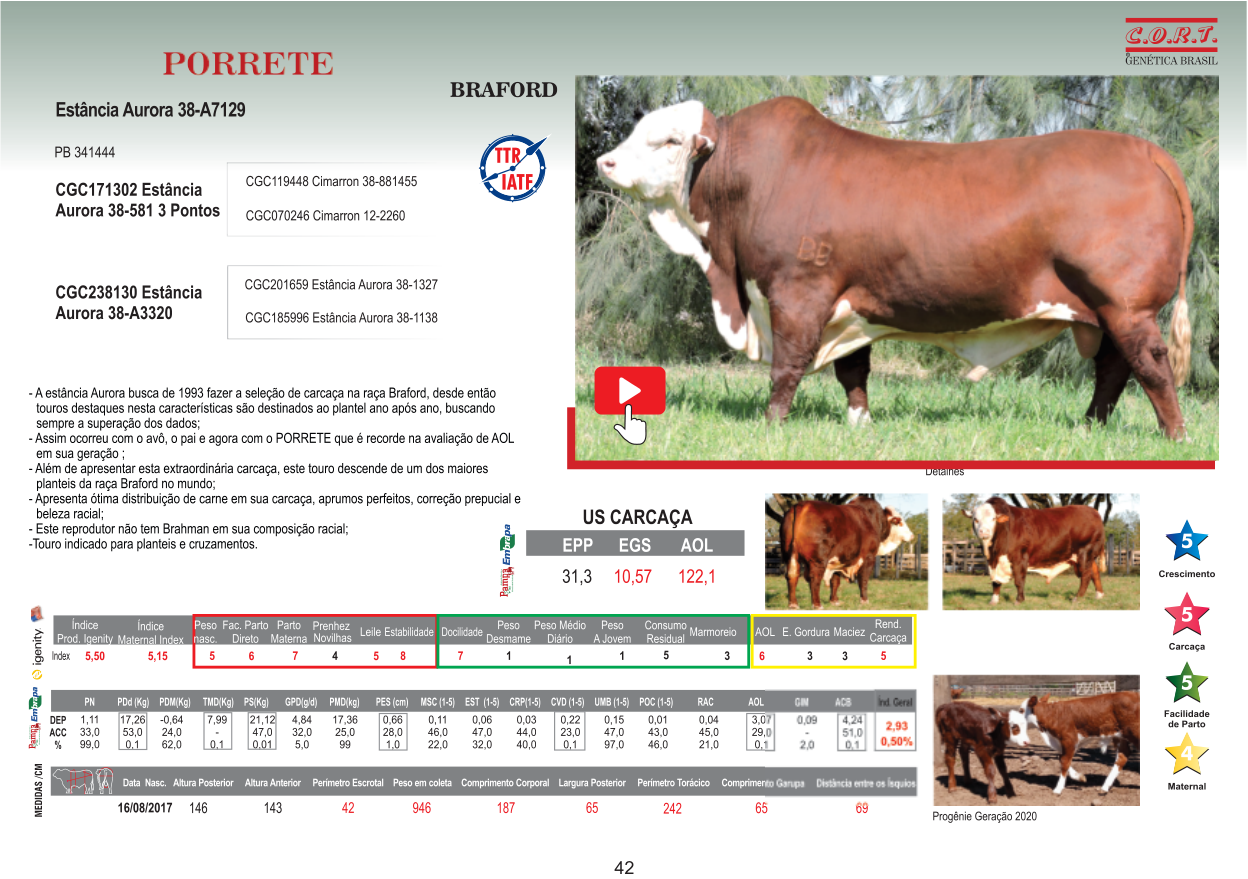 C.O.R.T.
GENÉTICA BRASIL
PORRETE
BRAFORD
Estância Aurora 38-A7129
PB 341444
TTR
IATF
CGC171302 Estância
Aurora 38-581 3 Pontos
CGC119448 Cimarron 38-881455
CGC070246 Cimarron 12-2260
CGC238130 Estância
Aurora 38-A3320
CGC201659 Estância Aurora 38-1327
CGC185996 Estância Aurora 38-1138
- A estância Aurora busca de 1993 fazer a seleção de carcaça na raça Braford, desde então
touros destaques nesta características são destinados ao plantel ano após ano, buscando
sempre a superação dos dados;
- Assim ocorreu com o avô, o pai e agora com o PORRETE que é recorde na avaliação de AOL
em sua geração ;
- Além de apresentar esta extraordinária carcaça, este touro descende de um dos maiores
planteis da raça Braford no mundo;
- Apresenta ótima distribuição de carne em sua carcaça, aprumos perfeitos, correção prepucial e
beleza racial;
- Este reprodutor não tem Brahman em sua composição racial;
-Touro indicado para planteis e cruzamentos.
Detalhes
US CARCAÇA
Pampa Embrapa
EPP EGS AOL
31,3 10,57 122,1
5
Crescimento
5
Carcaça
5
Facilidade
de Parto
4
Maternal
igenity
Índice Prod. Igenity Índice Maternal Index Peso nasc. Fac. Parto Direto Parto Materna Prenhez Novilhas Leile Estabilidade Docilidade Peso Desmame Peso Médio Diário Peso A Jovem Consumo Residual Marmoreio AOL E. Gordura Maciez Rend. Carcaça
Index 5,50 5,15 5 6 7 4 5 8 7 1 1 1 5 3 6 3 3 5
Pampa Embrapa
PN PDd (Kg) PDM(Kg) TMD(Kg) PS(Kg) GPD(g/d) PMD(kg) PES (cm) MSC (1-5) EST (1-5) CRP(1-5) CVD (1-5) UMB (1-5) POC (1-5) RAC AOL GIM ACB Ind. Geral
DEP 1,11 17,26 -0,64 7,99 21,12 4,84 17,36 0,66 0,11 0,06 0,03 0,22 0,15 0,01 0,04 3,07 0,09 4,24 2,93
ACC 33,0 53,0 24,0 - 47,0 32,0 25,0 28,0 46,0 47,0 44,0 23,0 47,0 43,0 45,0 29,0 - 51,0
% 99,0 0,1 62,0 0,1 0,01 5,0 99 1,0 22,0 32,0 40,0 0,1 97,0 46,0 21,0 0,1 2,0 0,1 0,50%
MEDIDAS /CM
Data Nasc. Altura Posterior Altura Anterior Perímetro Escrotal Peso em coleta Comprimento Corporal Largura Posterior Perímetro Torácico Comprimento Garupa Distância entre os Ísquios
16/08/2017 146 143 42 946 187 65 242 65 69
Progênie Geração 2020
42